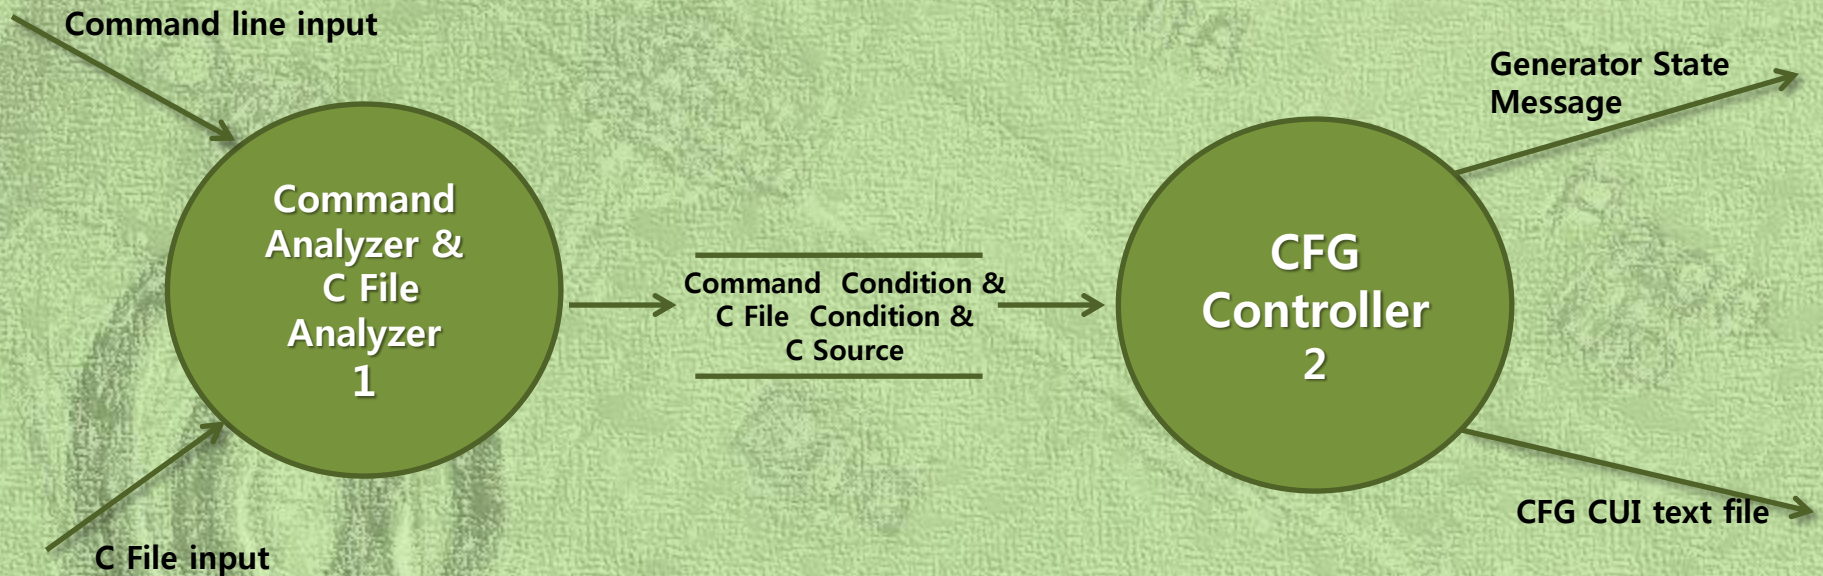 Command line input
Generator State
Message
Command
Analyzer &
C File
Analyzer
1
Command Condition &
C File Condition &
C Source
CFG
Controller
2
CFG CUI text file
C File input